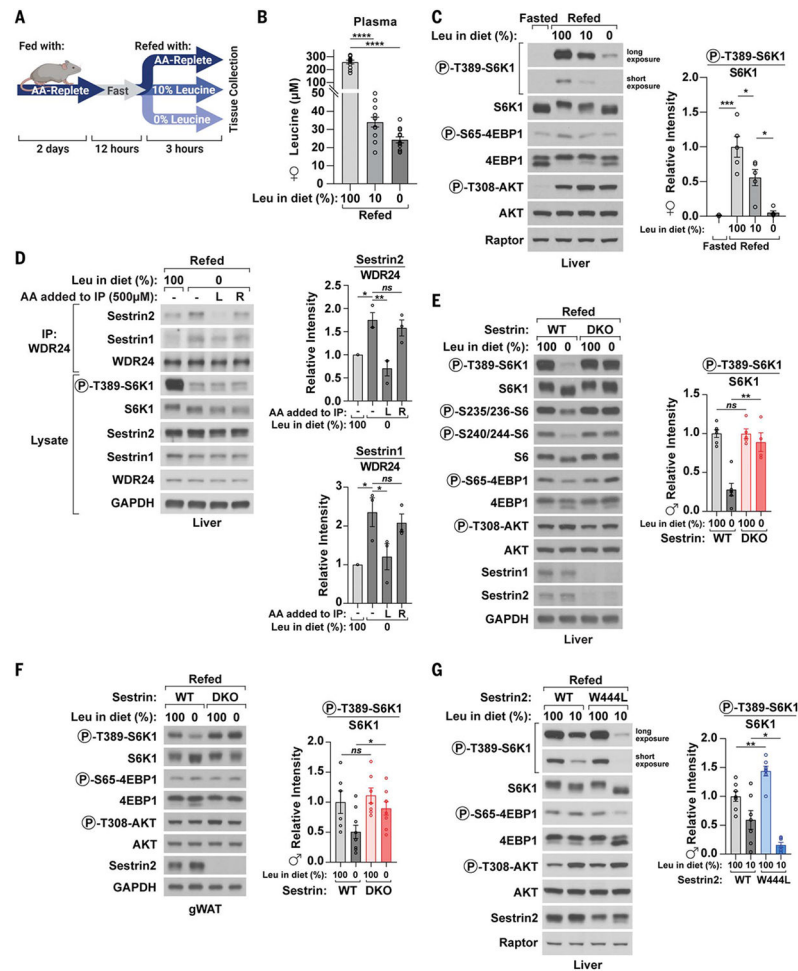 A
Fed with:
Refed with:
AA-Replete
AA-Replete
Fast
10% Leucine
0% Leucine
Tissue Collection
2 days
12 hours
3 hours
B
Plasma
****
****
♀ Leucine (µM)
300
250
200
150
100
50
40
30
20
10
0
Leu in diet (%): 100 10 0
Refed
C
Fasted Refed
Leu in diet (%): 100 10 0
Ⓟ-T389-S6K1
long exposure
short exposure
S6K1
Ⓟ-S65-4EBP1
4EBP1
Ⓟ-T308-AKT
AKT
Raptor
Liver
Ⓟ-T389-S6K1
S6K1
Relative Intensity
2.0
1.5
1.0
0.5
0.0
***
*
*
Leu in diet (%): 100 10 0
Fasted Refed
D
Refed
Leu in diet (%): 100 0
AA added to IP (500µM) - - L R
IP: WDR24
Sestrin2
Sestrin1
WDR24
Lysate
Ⓟ-T389-S6K1
S6K1
Sestrin2
Sestrin1
WDR24
GAPDH
Liver
Sestrin2
WDR24
Relative Intensity
2.5
2.0
1.5
1.0
0.5
0.0
ns
* **
AA added to IP: - - L R
Leu in diet (%): 100 0
Sestrin1
WDR24
Relative Intensity
3
2
1
0
ns
* *
AA added to IP: - - L R
Leu in diet (%): 100 0
E
Refed
Sestrin: WT DKO
Leu in diet (%): 100 0 100 0
Ⓟ-T389-S6K1
S6K1
Ⓟ-S235/236-S6
Ⓟ-S240/244-S6
S6
Ⓟ-S65-4EBP1
4EBP1
Ⓟ-T308-AKT
AKT
Sestrin1
Sestrin2
GAPDH
Liver
Ⓟ-T389-S6K1
S6K1
♂ Relative Intensity
1.5
1.0
0.5
0.0
**
ns
Leu in diet (%): 100 0 100 0
Sestrin: WT DKO
F
Refed
Sestrin: WT DKO
Leu in diet (%): 100 0 100 0
Ⓟ-T389-S6K1
S6K1
Ⓟ-S65-4EBP1
4EBP1
Ⓟ-T308-AKT
AKT
Sestrin2
GAPDH
gWAT
Ⓟ-T389-S6K1
S6K1
♂ Relative Intensity
2.0
1.5
1.0
0.5
0.0
ns *
Leu in diet (%): 100 0 100 0
Sestrin: WT DKO
G
Refed
Sestrin2: WT W444L
Leu in diet (%): 100 10 100 10
Ⓟ-T389-S6K1
long exposure
short exposure
S6K1
Ⓟ-S65-4EBP1
4EBP1
Ⓟ-T308-AKT
AKT
Sestrin2
Raptor
Liver
Ⓟ-T389-S6K1
S6K1
♂ Relative Intensity
2.0
1.5
1.0
0.5
0.0
*
**
Leu in diet (%): 100 10 100 10
Sestrin2: WT W444L